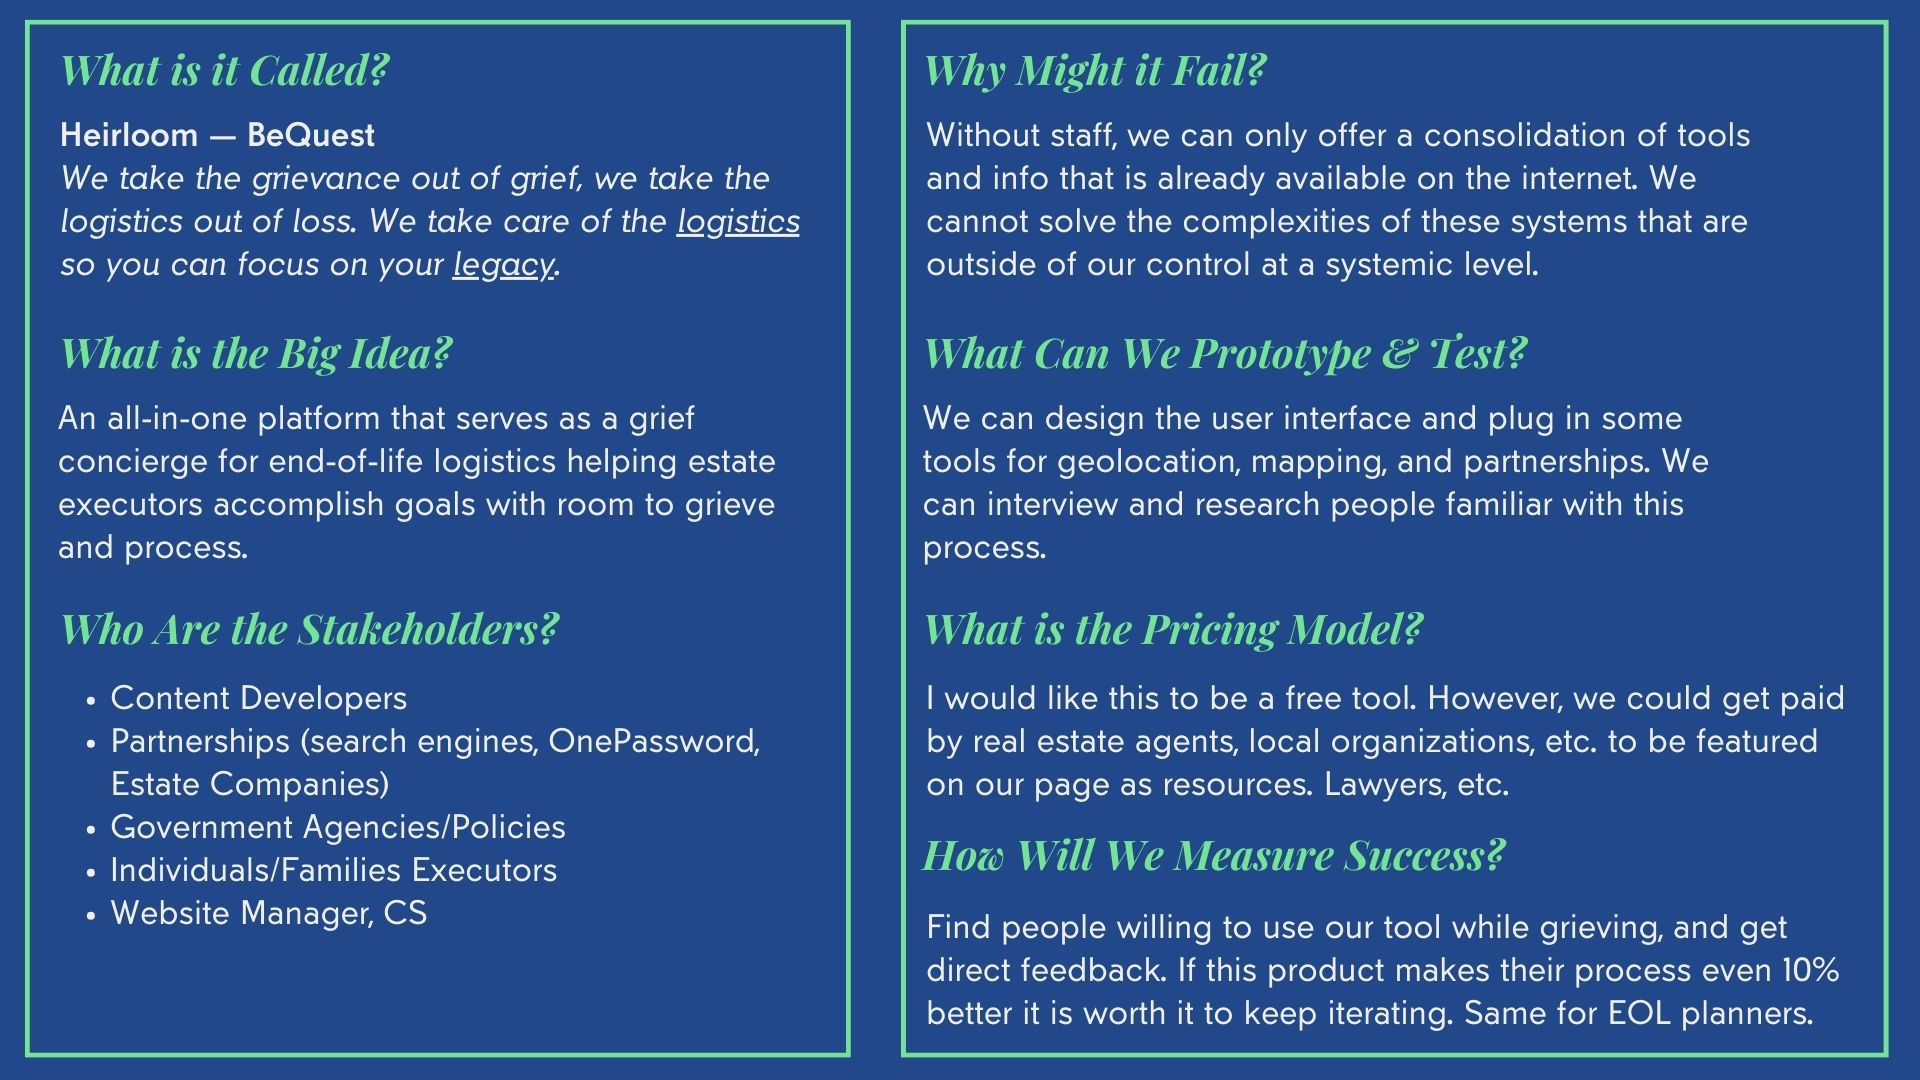 What is it Called?
Heirloom — BeQuest
We take the grievance out of grief, we take the
logistics out of loss. We take care of the logistics
so you can focus on your legacy.
What is the Big Idea?
An all-in-one platform that serves as a grief
concierge for end-of-life logistics helping estate
executors accomplish goals with room to grieve
and process.
Who Are the Stakeholders?
• Content Developers
• Partnerships (search engines, OnePassword,
Estate Companies)
• Government Agencies/Policies
• Individuals/Families Executors
• Website Manager, CS
Why Might it Fail?
Without staff, we can only offer a consolidation of tools
and info that is already available on the internet. We
cannot solve the complexities of these systems that are
outside of our control at a systemic level.
What Can We Prototype & Test?
We can design the user interface and plug in some
tools for geolocation, mapping, and partnerships. We
can interview and research people familiar with this
process.
What is the Pricing Model?
I would like this to be a free tool. However, we could get paid
by real estate agents, local organizations, etc. to be featured
on our page as resources. Lawyers, etc.
How Will We Measure Success?
Find people willing to use our tool while grieving, and get
direct feedback. If this product makes their process even 10%
better it is worth it to keep iterating. Same for EOL planners.